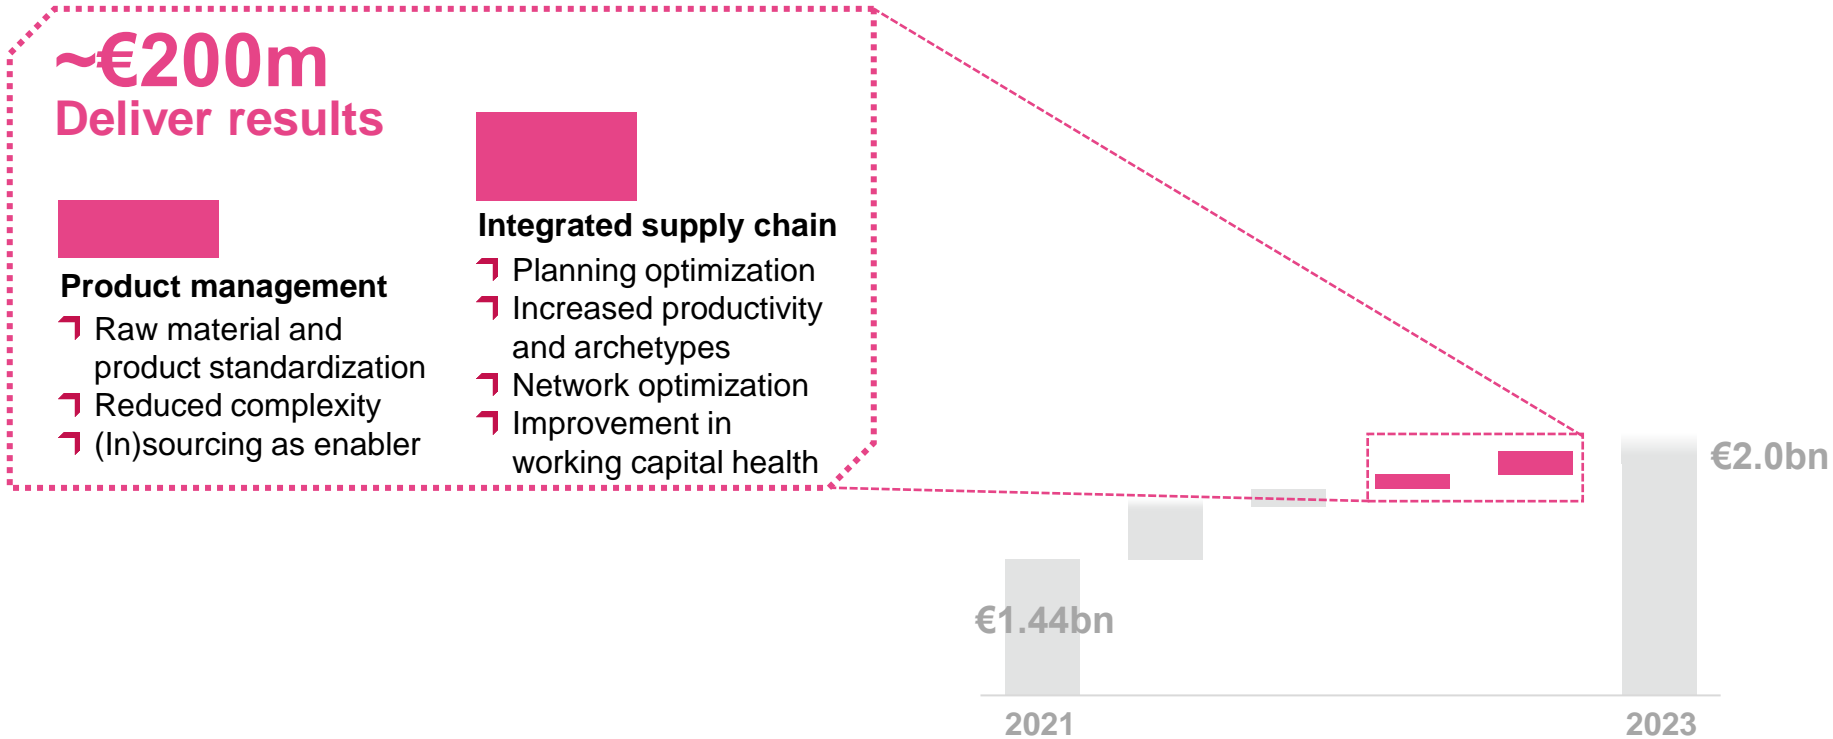 ~€200m
Deliver results
Product management
Raw material and
product standardization
Reduced complexity
(In)sourcing as enabler
Integrated supply chain
Planning optimization
Increased productivity
and archetypes
Network optimization
Improvement in
working capital health
€2.0bn
€1.44bn
2021
2023